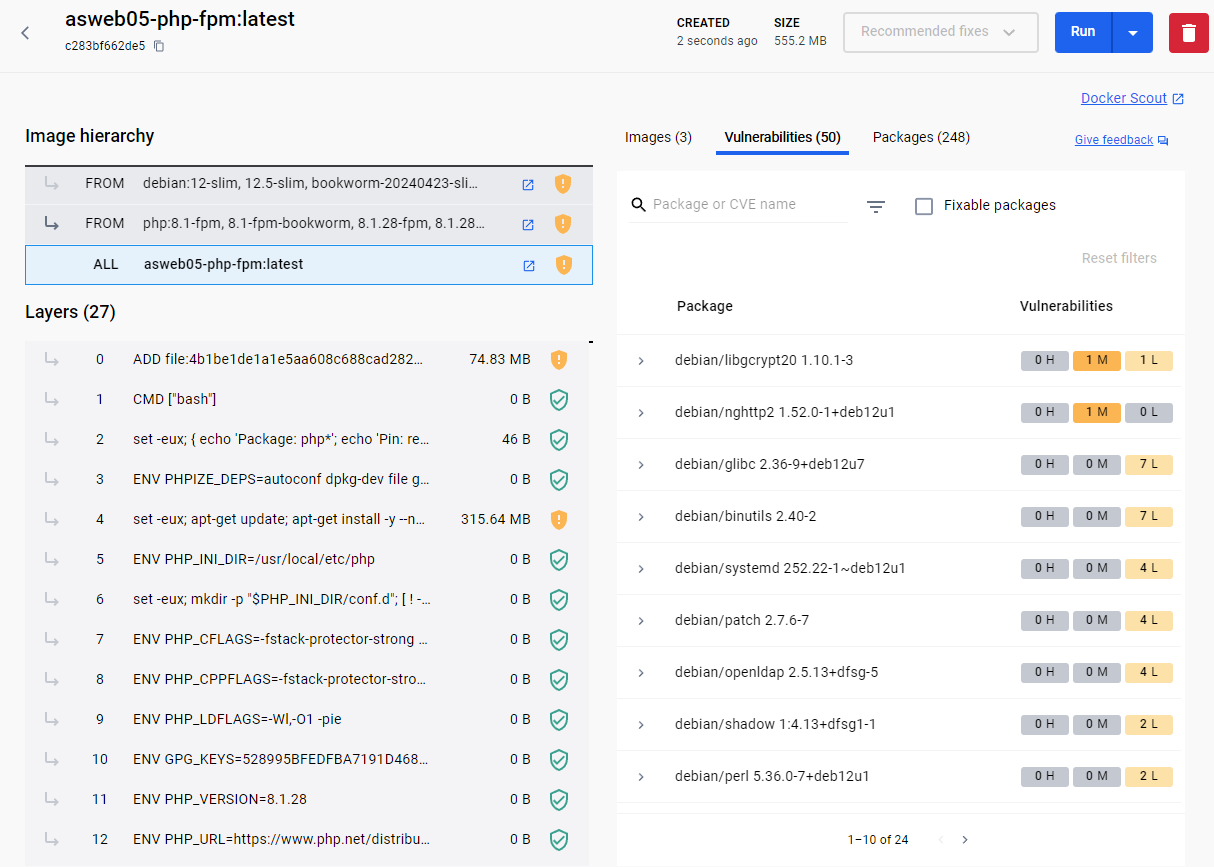 asweb05-php-fpm:latest
c283bf662de5
CREATED
2 seconds ago
SIZE
555.2 MB
Recommended fixes
Run
Docker Scout
Image hierarchy
FROM debian:12-slim, 12.5-slim, bookworm-20240423-sli...
FROM php:8.1-fpm, 8.1-fpm-bookworm, 8.1.28-fpm, 8.1.28...
ALL asweb05-php-fpm:latest
Layers (27)
0 ADD file:4b1be1de1a1e5aa608c688cad282... 74.83 MB
1 CMD ["bash"] 0 B
2 set -eux; { echo 'Package: php*'; echo 'Pin: re... 46 B
3 ENV PHPIZE_DEPS=autoconf dpkg-dev file g... 0 B
4 set -eux; apt-get update; apt-get install -y --n... 315.64 MB
5 ENV PHP_INI_DIR=/usr/local/etc/php 0 B
6 set -eux; mkdir -p "$PHP_INI_DIR/conf.d"; [ ! -... 0 B
7 ENV PHP_CFLAGS=-fstack-protector-strong ... 0 B
8 ENV PHP_CPPFLAGS=-fstack-protector-stro... 0 B
9 ENV PHP_LDFLAGS=-Wl,-O1 -pie 0 B
10 ENV GPG_KEYS=528995BFEDFBA7191D468... 0 B
11 ENV PHP_VERSION=8.1.28 0 B
12 ENV PHP_URL=https://www.php.net/distribu... 0 B
Images (3) Vulnerabilities (50) Packages (248) Give feedback
Package or CVE name Fixable packages
Reset filters
Package Vulnerabilities
debian/libgcrypt20 1.10.1-3 0 H 1 M 1 L
debian/nghttp2 1.52.0-1+deb12u1 0 H 1 M 0 L
debian/glibc 2.36-9+deb12u7 0 H 0 M 7 L
debian/binutils 2.40-2 0 H 0 M 7 L
debian/systemd 252.22-1~deb12u1 0 H 0 M 4 L
debian/patch 2.7.6-7 0 H 0 M 4 L
debian/openldap 2.5.13+dfsg-5 0 H 0 M 4 L
debian/shadow 1:4.13+dfsg1-1 0 H 0 M 2 L
debian/perl 5.36.0-7+deb12u1 0 H 0 M 2 L
1–10 of 24